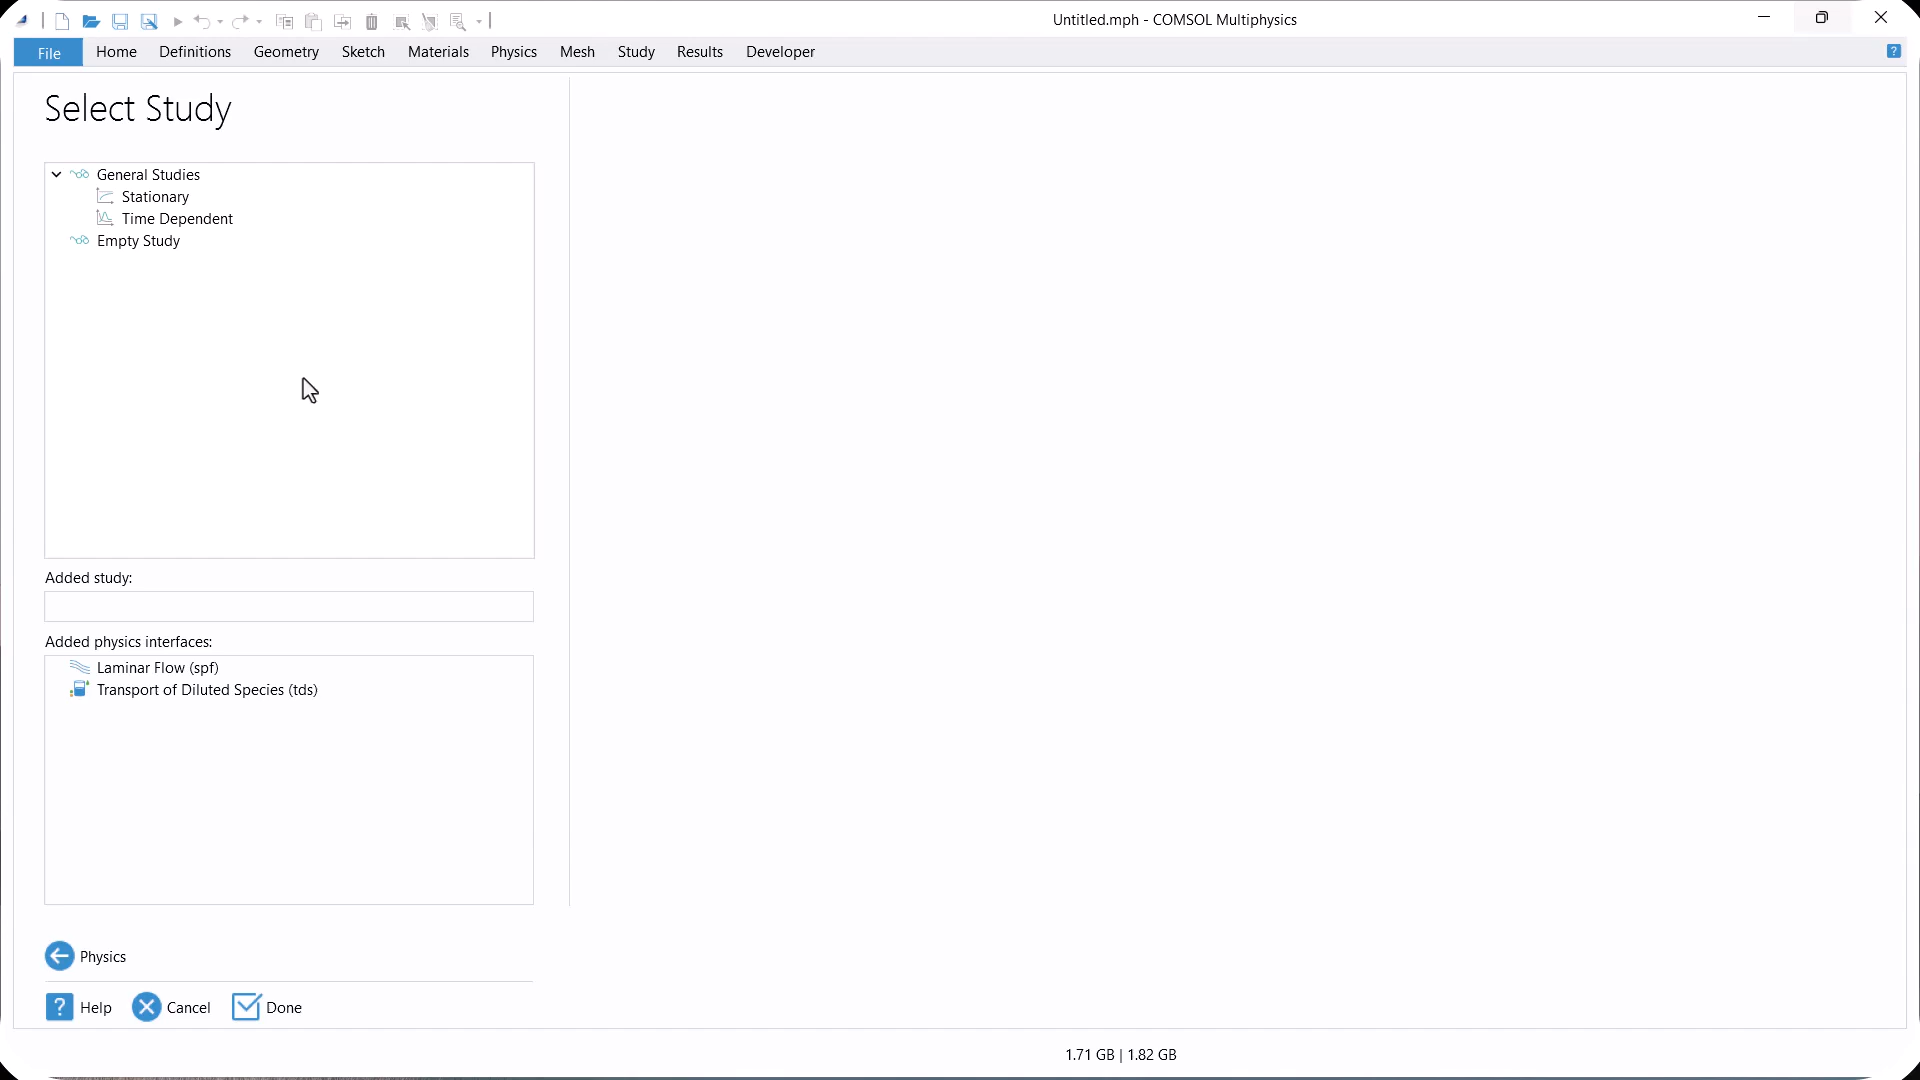 Untitled.mph - COMSOL Multiphysics
File Home Definitions Geometry Sketch Materials Physics Mesh Study Results Developer ?
Select Study
General Studies
Stationary
Time Dependent
Empty Study
Added study:
Added physics interfaces:
Laminar Flow (spf)
Transport of Diluted Species (tds)
Physics
? Help Cancel Done
1.71 GB | 1.82 GB